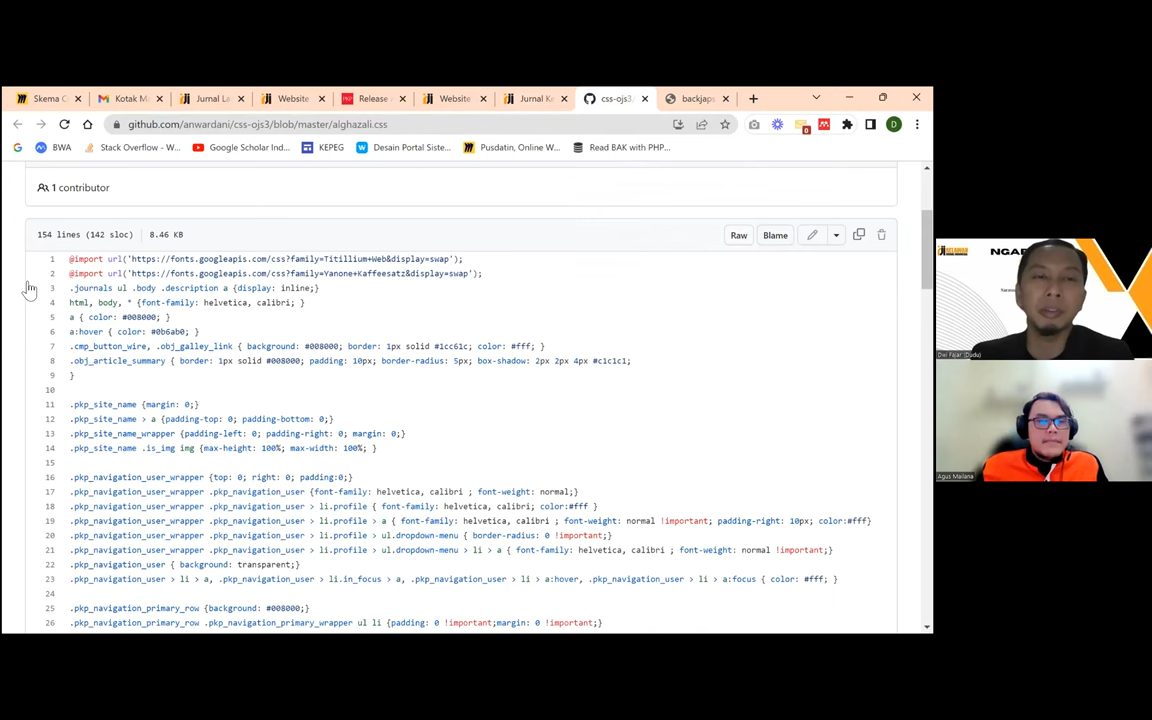 Skema C
Kotak M
Jurnal La
Website
Release
Website
Jurnal Ke
css-ojs3,
backjaps
github.com/anwardani/css-ojs3/blob/master/alghazali.css
0
D
BWA
Stack Overflow - W...
Google Scholar Ind...
KEPEG
Desain Portal Siste...
Pusdatin, Online W...
Read BAK with PHP...
1 contributor
154 lines (142 sloc) 8.46 KB
Raw
Blame
1 @import url('https://fonts.googleapis.com/css?family=Titillium+Web&display=swap');
2 @import url('https://fonts.googleapis.com/css?family=Yanone+Kaffeesatz&display=swap');
3 .journals ul .body .description a {display: inline;}
4 html, body, * {font-family: helvetica, calibri; }
5 a { color: #008000; }
6 a:hover { color: #0b6ab0; }
7 .cmp_button_wire, .obj_galley_link { background: #008000; border: 1px solid #1cc61c; color: #fff; }
8 .obj_article_summary { border: 1px solid #008000; padding: 10px; border-radius: 5px; box-shadow: 2px 2px 4px #c1c1c1;
9 }
10
11 .pkp_site_name {margin: 0;}
12 .pkp_site_name > a {padding-top: 0; padding-bottom: 0;}
13 .pkp_site_name_wrapper {padding-left: 0; padding-right: 0; margin: 0;}
14 .pkp_site_name .is_img img {max-height: 100%; max-width: 100%; }
15
16 .pkp_navigation_user_wrapper {top: 0; right: 0; padding:0;}
17 .pkp_navigation_user_wrapper .pkp_navigation_user {font-family: helvetica, calibri ; font-weight: normal;}
18 .pkp_navigation_user_wrapper .pkp_navigation_user > li.profile { font-family: helvetica, calibri; color:#fff }
19 .pkp_navigation_user_wrapper .pkp_navigation_user > li.profile > a { font-family: helvetica, calibri ; font-weight: normal !important; padding-right: 10px; color:#fff}
20 .pkp_navigation_user_wrapper .pkp_navigation_user > li.profile > ul.dropdown-menu { border-radius: 0 !important;}
21 .pkp_navigation_user_wrapper .pkp_navigation_user > li.profile > ul.dropdown-menu > li > a { font-family: helvetica, calibri ; font-weight: normal !important;}
22 .pkp_navigation_user { background: transparent;}
23 .pkp_navigation_user > li > a, .pkp_navigation_user > li.in_focus > a, .pkp_navigation_user > li > a:hover, .pkp_navigation_user > li > a:focus { color: #fff; }
24
25 .pkp_navigation_primary_row {background: #008000;}
26 .pkp_navigation_primary_row .pkp_navigation_primary_wrapper ul li {padding: 0 !important;margin: 0 !important;}
RELAWAN
NGA
Dwi Fajar (Dudu)
Agus Mailana